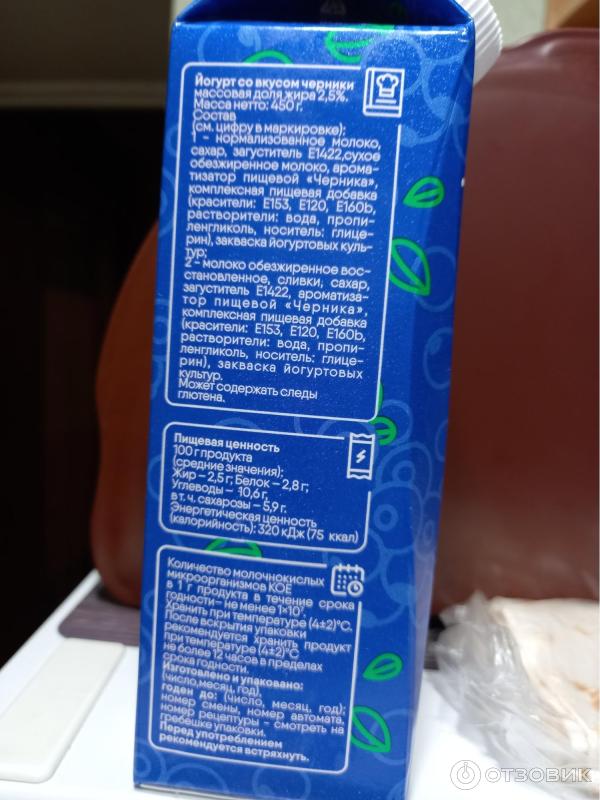 Йогурт со вкусом черники
массовая доля жира 2,5%.
Масса нетто: 450 г.
Состав
(см. цифру в маркировке):
1 – нормализованное молоко,
сахар, загуститель Е1422,сухое
обезжиренное молоко, арома-
тизатор пищевой «Черника»,
комплексная пищевая добавка
(красители: Е153, Е120, Е160b,
растворители: вода, пропи-
ленгликоль, носитель: глице-
рин), закваска йогуртовых куль-
тур;
2 – молоко обезжиренное вос-
становленное, сливки, сахар,
загуститель Е1422, ароматиза-
тор пищевой «Черника»,
комплексная пищевая добавка
(красители: Е153, Е120, Е160b,
растворители: вода, пропи-
ленгликоль, носитель: глице-
рин), закваска йогуртовых
культур.
Может содержать следы
глютена.
Пищевая ценность
100 г продукта
(средние значения):
Жир – 2,5 г; Белок – 2,8 г;
Углеводы – 10,6 г,
в т. ч. сахарозы – 5,9 г.
Энергетическая ценность
(калорийность): 320 кДж (75 ккал)
Количество молочнокислых
микроорганизмов КОЕ
в 1 г продукта в течение срока
годности– не менее 1×10⁷.
Хранить при температуре (4±2)°С.
После вскрытия упаковки
рекомендуется хранить продукт
при температуре (4±2)°С
не более 12 часов в пределах
срока годности.
Изготовлено и упаковано:
(число,месяц, год),
годен до: (число, месяц, год);
номер смены, номер автомата,
номер рецептуры – смотреть на
гребешке упаковки.
Перед употреблением
рекомендуется встряхнуть.
ОТЗОВИК